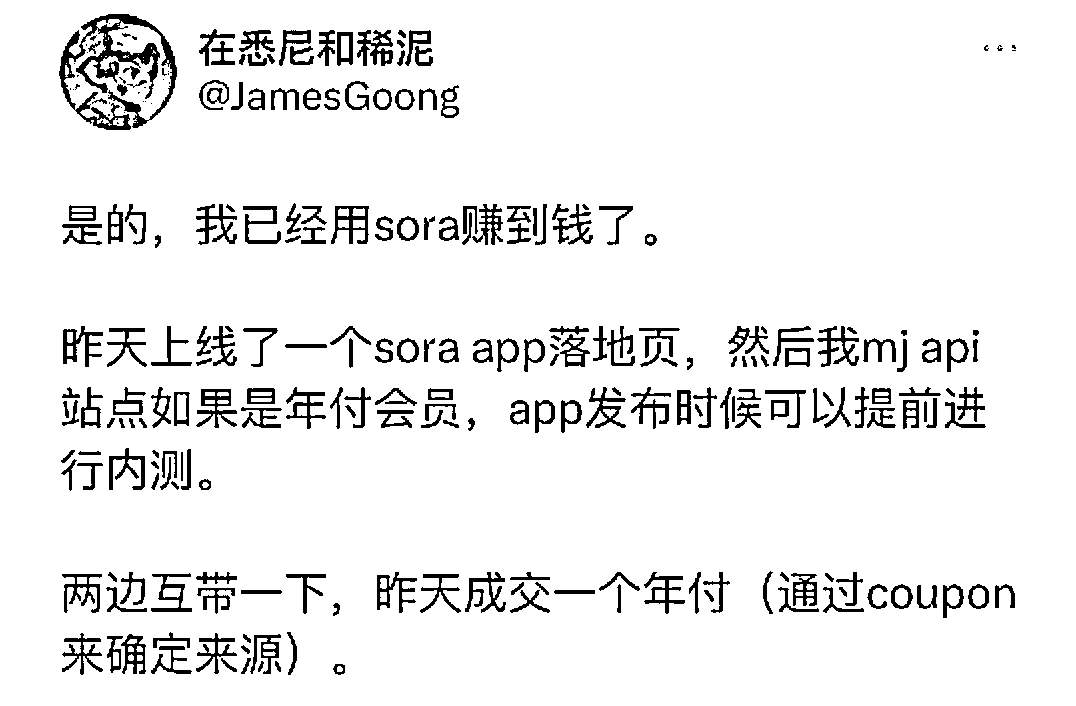 在悉尼和稀泥
@JamesGoong
是的，我已经用sora赚到钱了。
昨天上线了一个sora app落地页，然后我mj api
站点如果是年付会员，app发布时候可以提前进
行内测。
两边互带一下，昨天成交一个年付（通过coupon
来确定来源）。